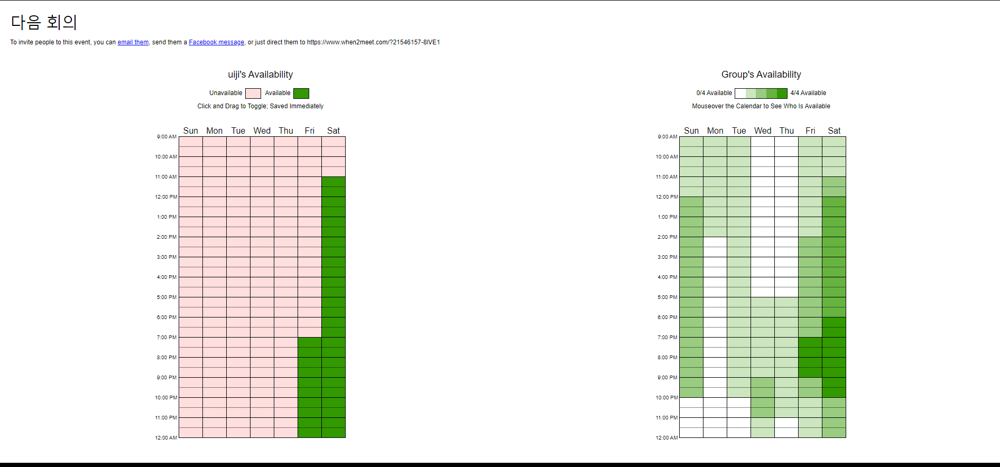 다음 회의
To invite people to this event, you can email them, send them a Facebook message, or just direct them to https://www.when2meet.com/?21546157-8IVE1
uiji's Availability
Unavailable Available
Click and Drag to Toggle; Saved Immediately
Sun Mon Tue Wed Thu Fri Sat
9:00 AM
10:00 AM
11:00 AM
12:00 PM
1:00 PM
2:00 PM
3:00 PM
4:00 PM
5:00 PM
6:00 PM
7:00 PM
8:00 PM
9:00 PM
10:00 PM
11:00 PM
12:00 AM
Group's Availability
0/4 Available 4/4 Available
Mouseover the Calendar to See Who Is Available
Sun Mon Tue Wed Thu Fri Sat
9:00 AM
10:00 AM
11:00 AM
12:00 PM
1:00 PM
2:00 PM
3:00 PM
4:00 PM
5:00 PM
6:00 PM
7:00 PM
8:00 PM
9:00 PM
10:00 PM
11:00 PM
12:00 AM